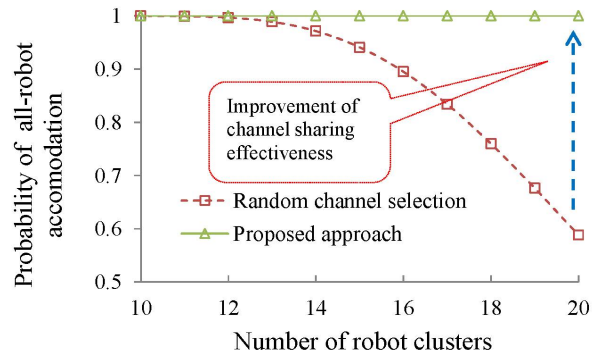 1
0.9
0.8
0.7
0.6
0.5
Probability of all-robot
accomodation
Improvement of
channel sharing
effectiveness
Random channel selection
Proposed approach
10 12 14 16 18 20
Number of robot clusters